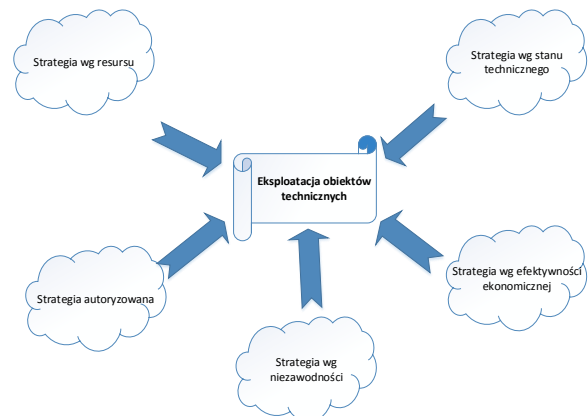 Strategia wg resursu
Strategia wg stanu
technicznego
Eksploatacja obiektów
technicznych
Strategia autoryzowana
Strategia wg efektywności
ekonomicznej
Strategia wg
niezawodności